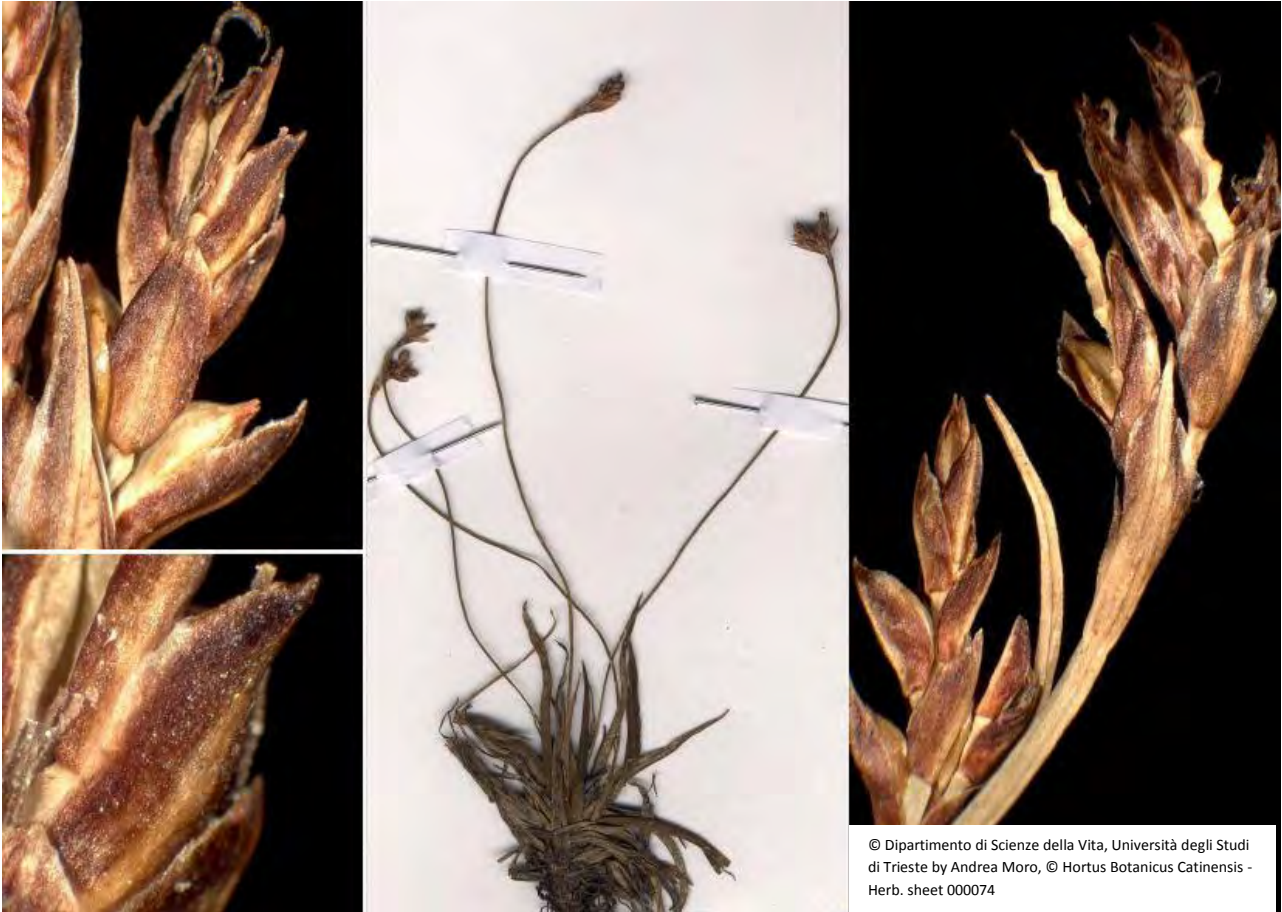 © Dipartimento di Scienze della Vita, Università degli Studi
di Trieste by Andrea Moro, © Hortus Botanicus Catinensis -
Herb. sheet 000074